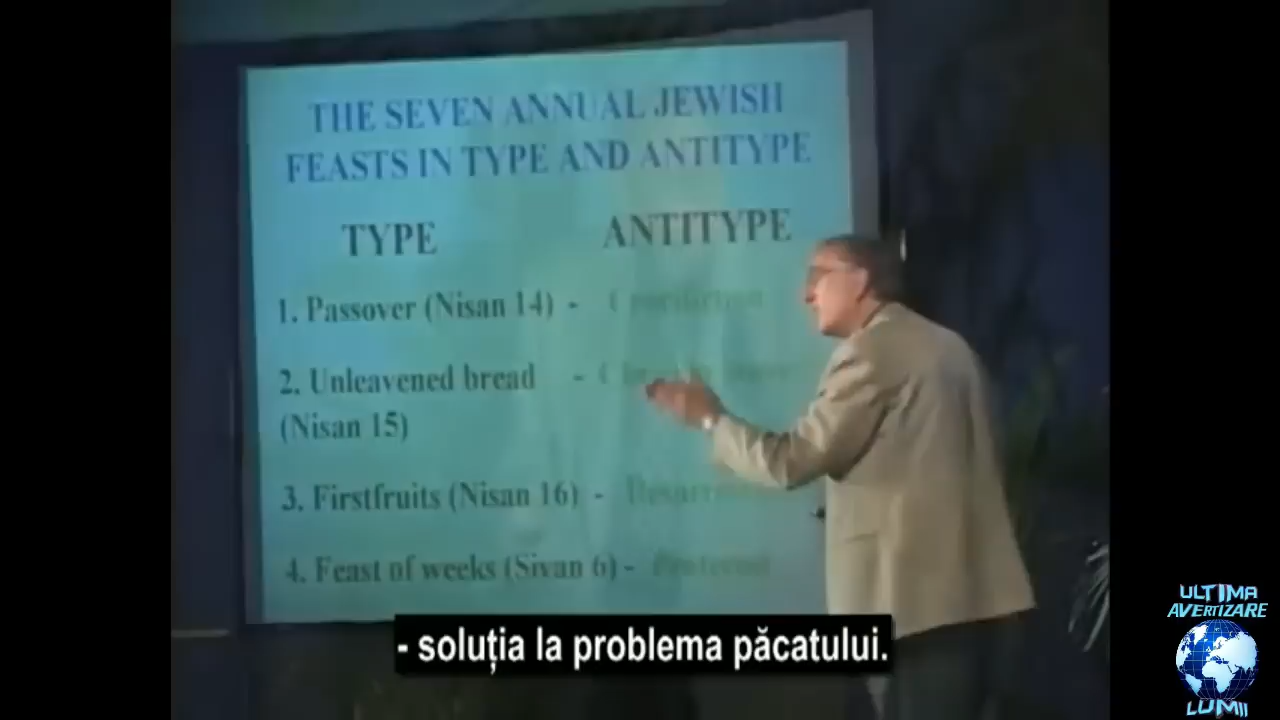 THE SEVEN ANNUAL JEWISH
FEASTS IN TYPE AND ANTITYPE
TYPE ANTITYPE
1. Passover (Nisan 14) -
2. Unleavened bread -
(Nisan 15)
3. Firstfruits (Nisan 16) -
4. Feast of weeks (Sivan 6) - Pentecost
- soluția la problema păcatului.
ULTIMA
AVERTIZARE
LUMII